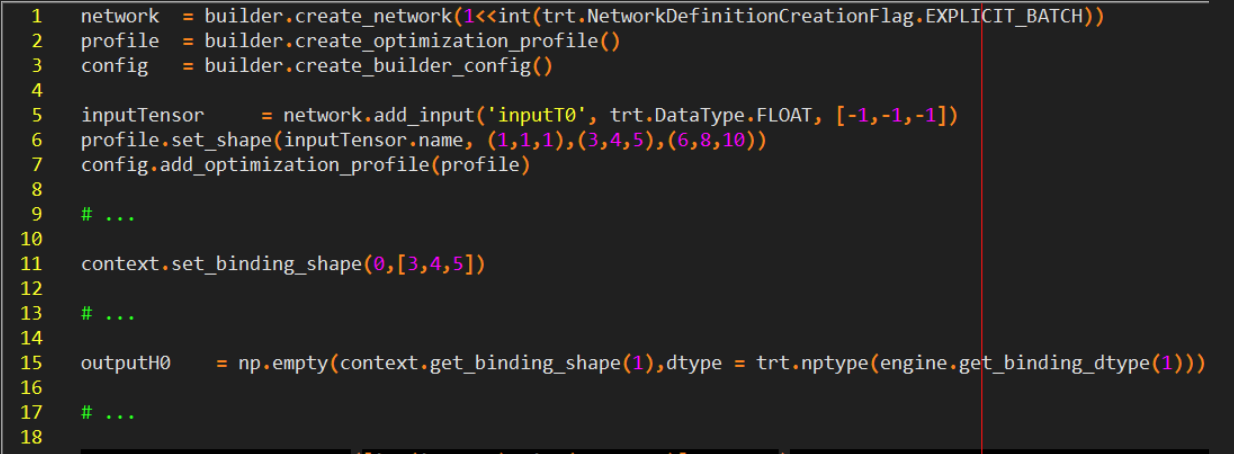 1 network = builder.create_network(1<<int(trt.NetworkDefinitionCreationFlag.EXPLICIT_BATCH))
2 profile = builder.create_optimization_profile()
3 config = builder.create_builder_config()
4
5 inputTensor = network.add_input('inputT0', trt.DataType.FLOAT, [-1,-1,-1])
6 profile.set_shape(inputTensor.name, (1,1,1),(3,4,5),(6,8,10))
7 config.add_optimization_profile(profile)
8
9 # ...
10
11 context.set_binding_shape(0,[3,4,5])
12
13 # ...
14
15 outputH0 = np.empty(context.get_binding_shape(1),dtype = trt.nptype(engine.get_binding_dtype(1)))
16
17 # ...
18